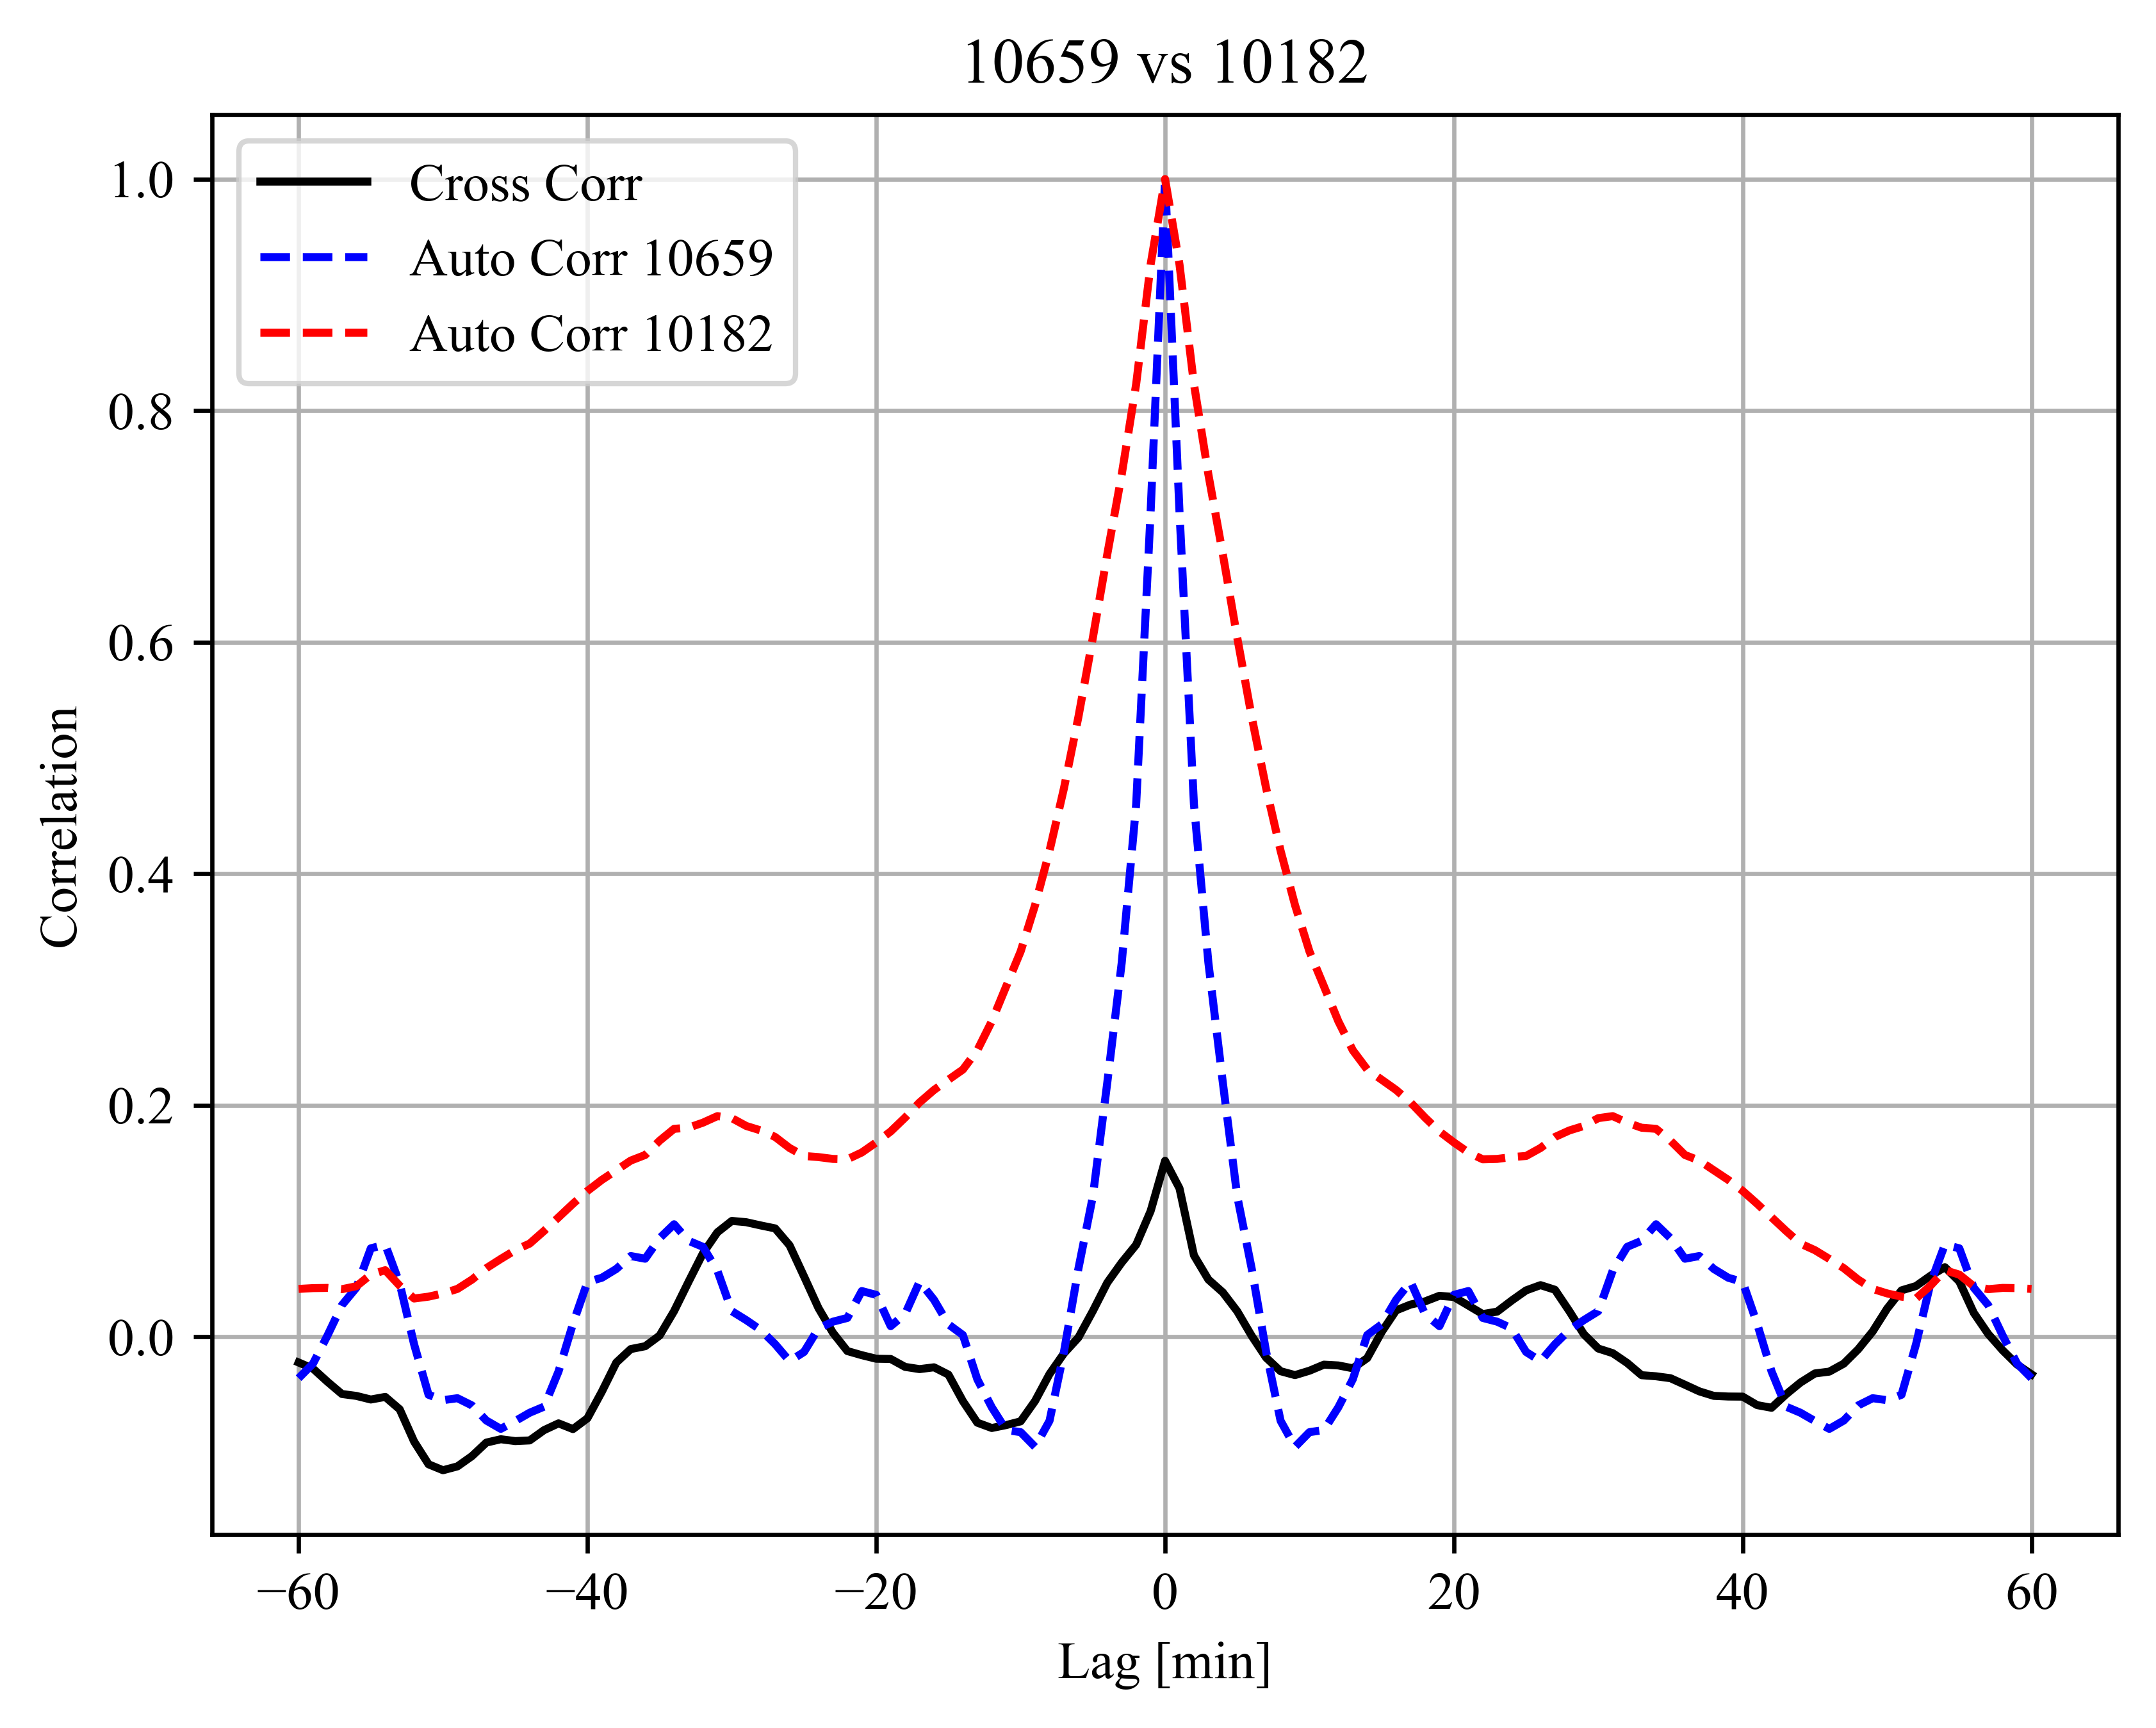 10659 vs 10182
Cross Corr
Auto Corr 10659
Auto Corr 10182
1.0
0.8
0.6
0.4
0.2
0.0
Correlation
−60 −40 −20 0 20 40 60
Lag [min]